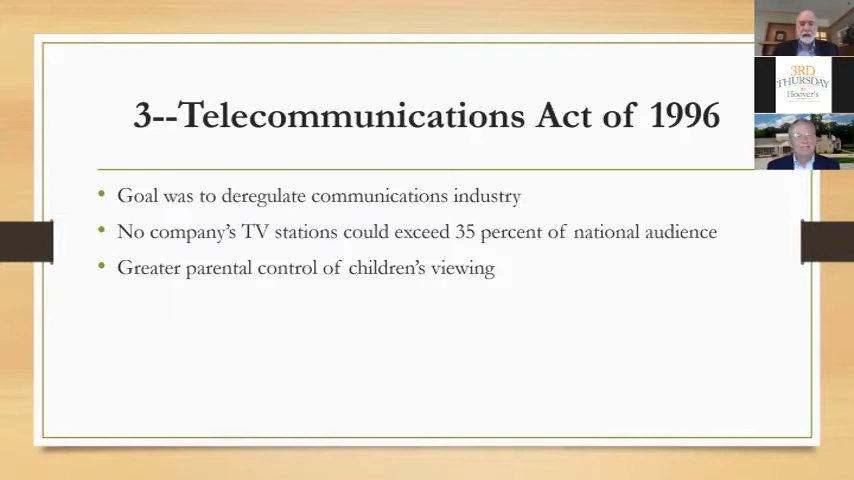 3--Telecommunications Act of 1996
• Goal was to deregulate communications industry
• No company's TV stations could exceed 35 percent of national audience
• Greater parental control of children's viewing
3RD
THURSDAY
Hoover's